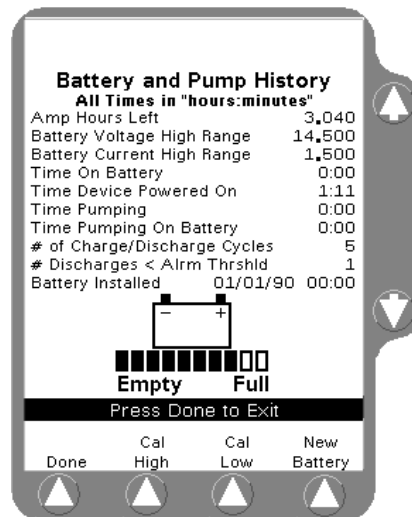 Battery and Pump History
All Times in "hours:minutes"
Amp Hours Left 3.040
Battery Voltage High Range 14.500
Battery Current High Range 1.500
Time On Battery 0:00
Time Device Powered On 1:11
Time Pumping 0:00
Time Pumping On Battery 0:00
# of Charge/Discharge Cycles 5
# Discharges < Alrm Thrshld 1
Battery Installed 01/01/90 00:00
− +
Empty Full
Press Done to Exit
Done Cal High Cal Low New Battery